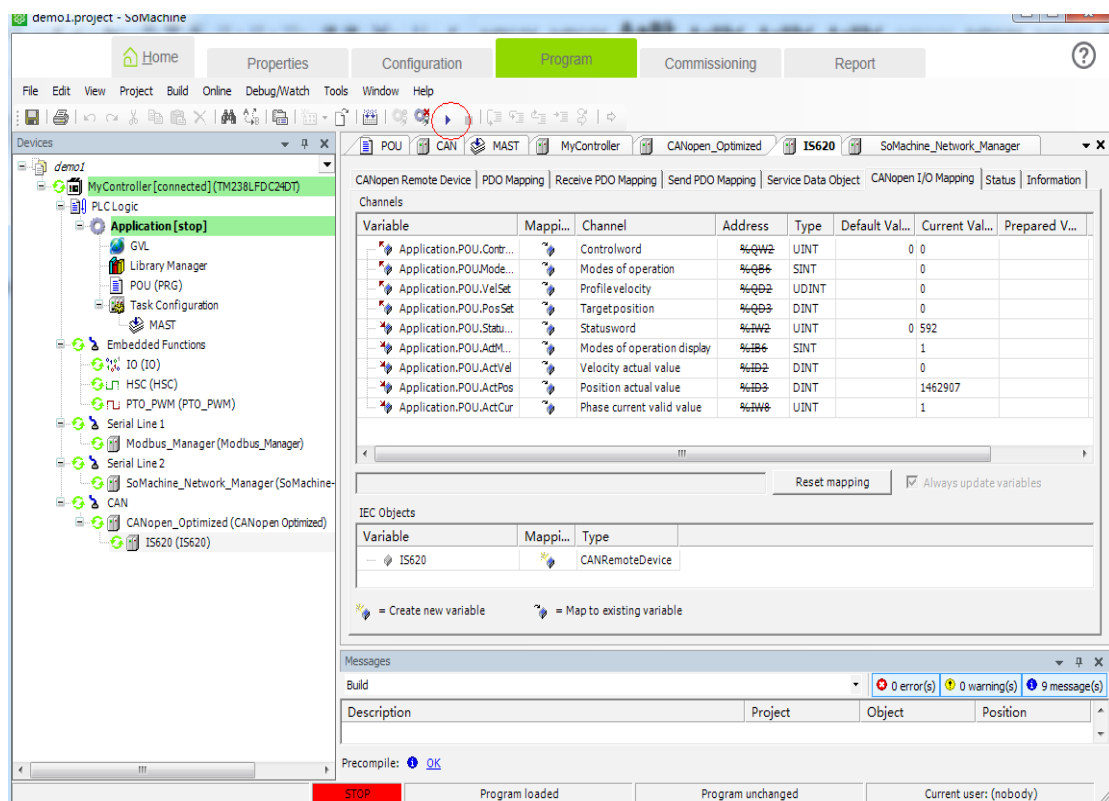 demo1.project - SoMachine
Home Properties Configuration Program Commissioning Report
File Edit View Project Build Online Debug/Watch Tools Window Help
Devices
demo1
MyController [connected] (TM238LFDC24DT)
PLC Logic
Application [stop]
GVL
Library Manager
POU (PRG)
Task Configuration
MAST
Embedded Functions
IO (IO)
HSC (HSC)
PTO_PWM (PTO_PWM)
Serial Line 1
Modbus_Manager (Modbus_Manager)
Serial Line 2
SoMachine_Network_Manager (SoMachine-
CAN
CANopen_Optimized (CANopen Optimized)
IS620 (IS620)
POU CAN MAST MyController CANopen_Optimized IS620 SoMachine_Network_Manager
CANopen Remote Device PDO Mapping Receive PDO Mapping Send PDO Mapping Service Data Object CANopen I/O Mapping Status Information
Channels
Variable Mappi... Channel Address Type Default Val... Current Val... Prepared V...
Application.POU.Contr... Controlword %QW2 UINT 0 0
Application.POU.Mode... Modes of operation %QB6 SINT 0
Application.POU.VelSet Profilevelocity %QD2 UDINT 0
Application.POU.PosSet Targetposition %QD3 DINT 0
Application.POU.Statu... Statusword %IW2 UINT 0 592
Application.POU.ActM... Modes of operation display %IB6 SINT 1
Application.POU.ActVel Velocity actual value %ID2 DINT 0
Application.POU.ActPos Position actual value %ID3 DINT 1462907
Application.POU.ActCur Phase current valid value %IW8 UINT 1
Reset mapping Always update variables
IEC Objects
Variable Mappi... Type
IS620 CANRemoteDevice
= Create new variable = Map to existing variable
Messages
Build 0 error(s) 0 warning(s) 9 message(s)
Description Project Object Position
Precompile: OK
STOP Program loaded Program unchanged Current user: (nobody)